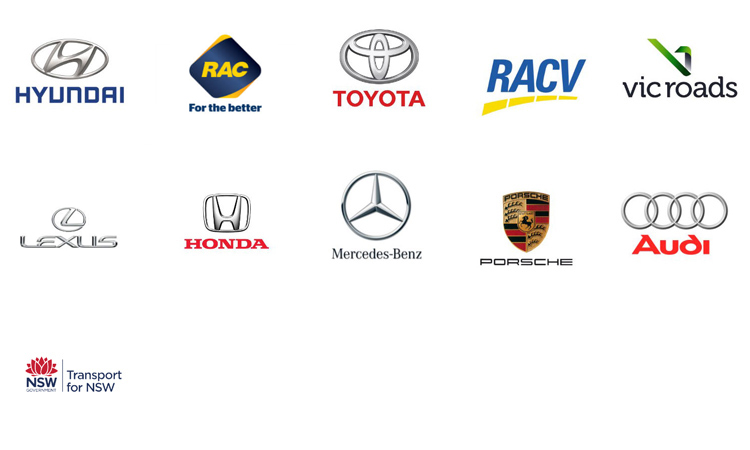 HYUNDAI
RAC
For the better
TOYOTA
RACV
vic roads
LEXUS
HONDA
Mercedes-Benz
PORSCHE
PORSCHE
Audi
NSW
GOVERNMENT
Transport
for NSW